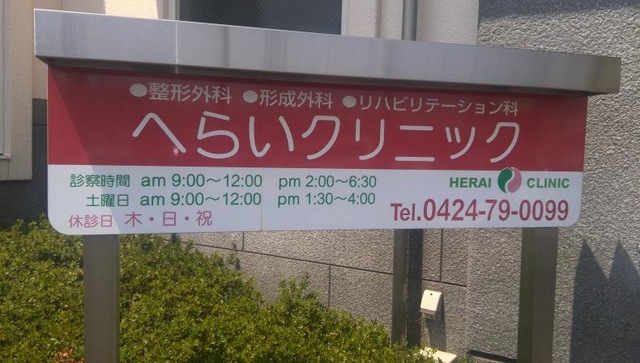 ●整形外科 ●形成外科 ●リハビリテーション科
へらいクリニック
診察時間 am 9:00～12:00 pm 2:00～6:30
土曜日 am 9:00～12:00 pm 1:30～4:00
休診日 木・日・祝
HERAI CLINIC
Tel.0424-79-0099